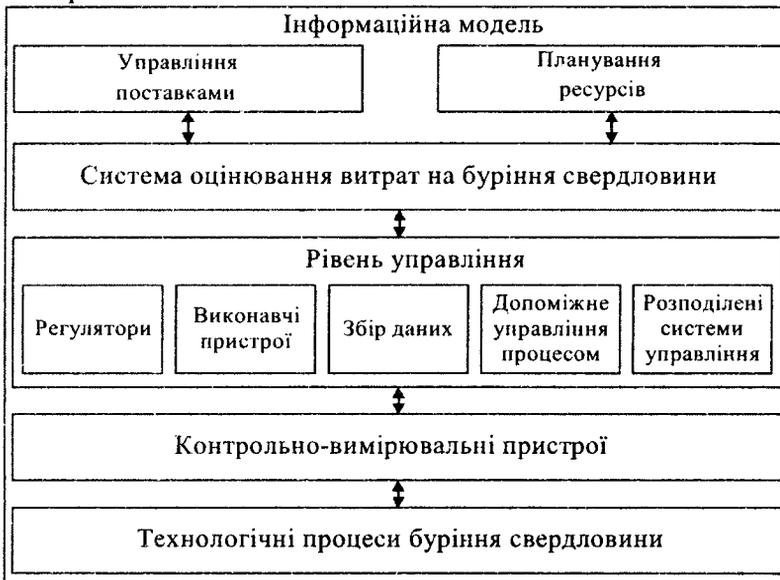 Інформаційна модель
Управління
поставками
Планування
ресурсів
Система оцінювання витрат на буріння свердловини
Рівень управління
Регулятори
Виконавчі
пристрої
Збір даних
Допоміжне
управління
процесом
Розподілені
системи
управління
Контрольно-вимірювальні пристрої
Технологічні процеси буріння свердловини